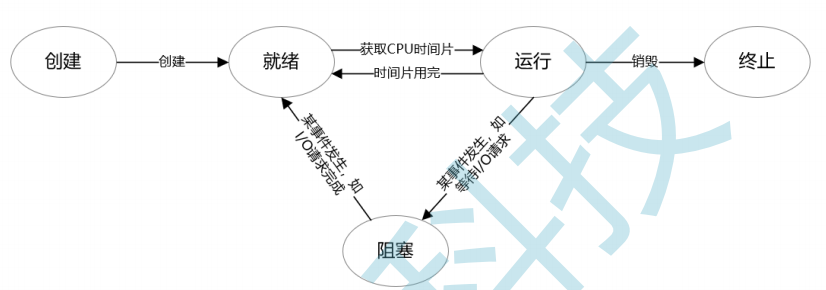 创建
创建
就绪
获取CPU时间片
时间片用完
运行
销毁
终止
某事件发生，如
I/O请求完成
某事件发生，如
等待I/O请求
阻塞
科技